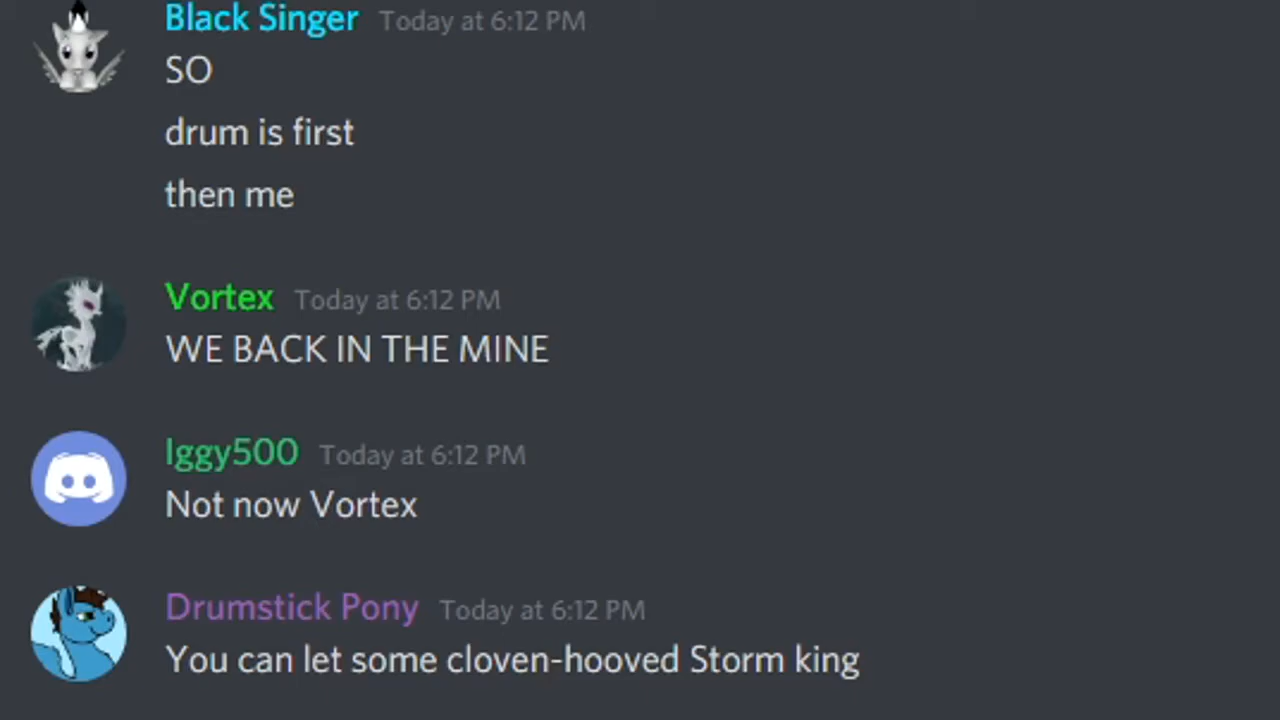 Black Singer Today at 6:12 PM
SO
drum is first
then me
Vortex Today at 6:12 PM
WE BACK IN THE MINE
Iggy500 Today at 6:12 PM
Not now Vortex
Drumstick Pony Today at 6:12 PM
You can let some cloven-hooved Storm king